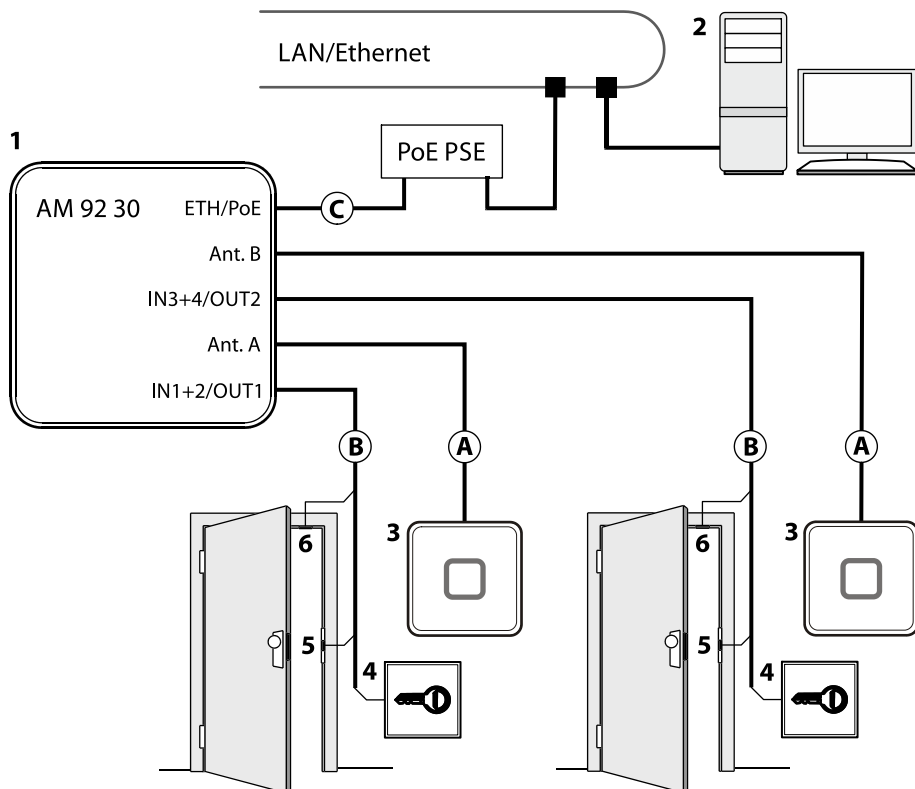 LAN/Ethernet
2
1
PoE PSE
AM 92 30
ETH/PoE
C
Ant. B
IN3+4/OUT2
Ant. A
IN1+2/OUT1
B
A
B
A
6
3
6
3
5
5
4
4